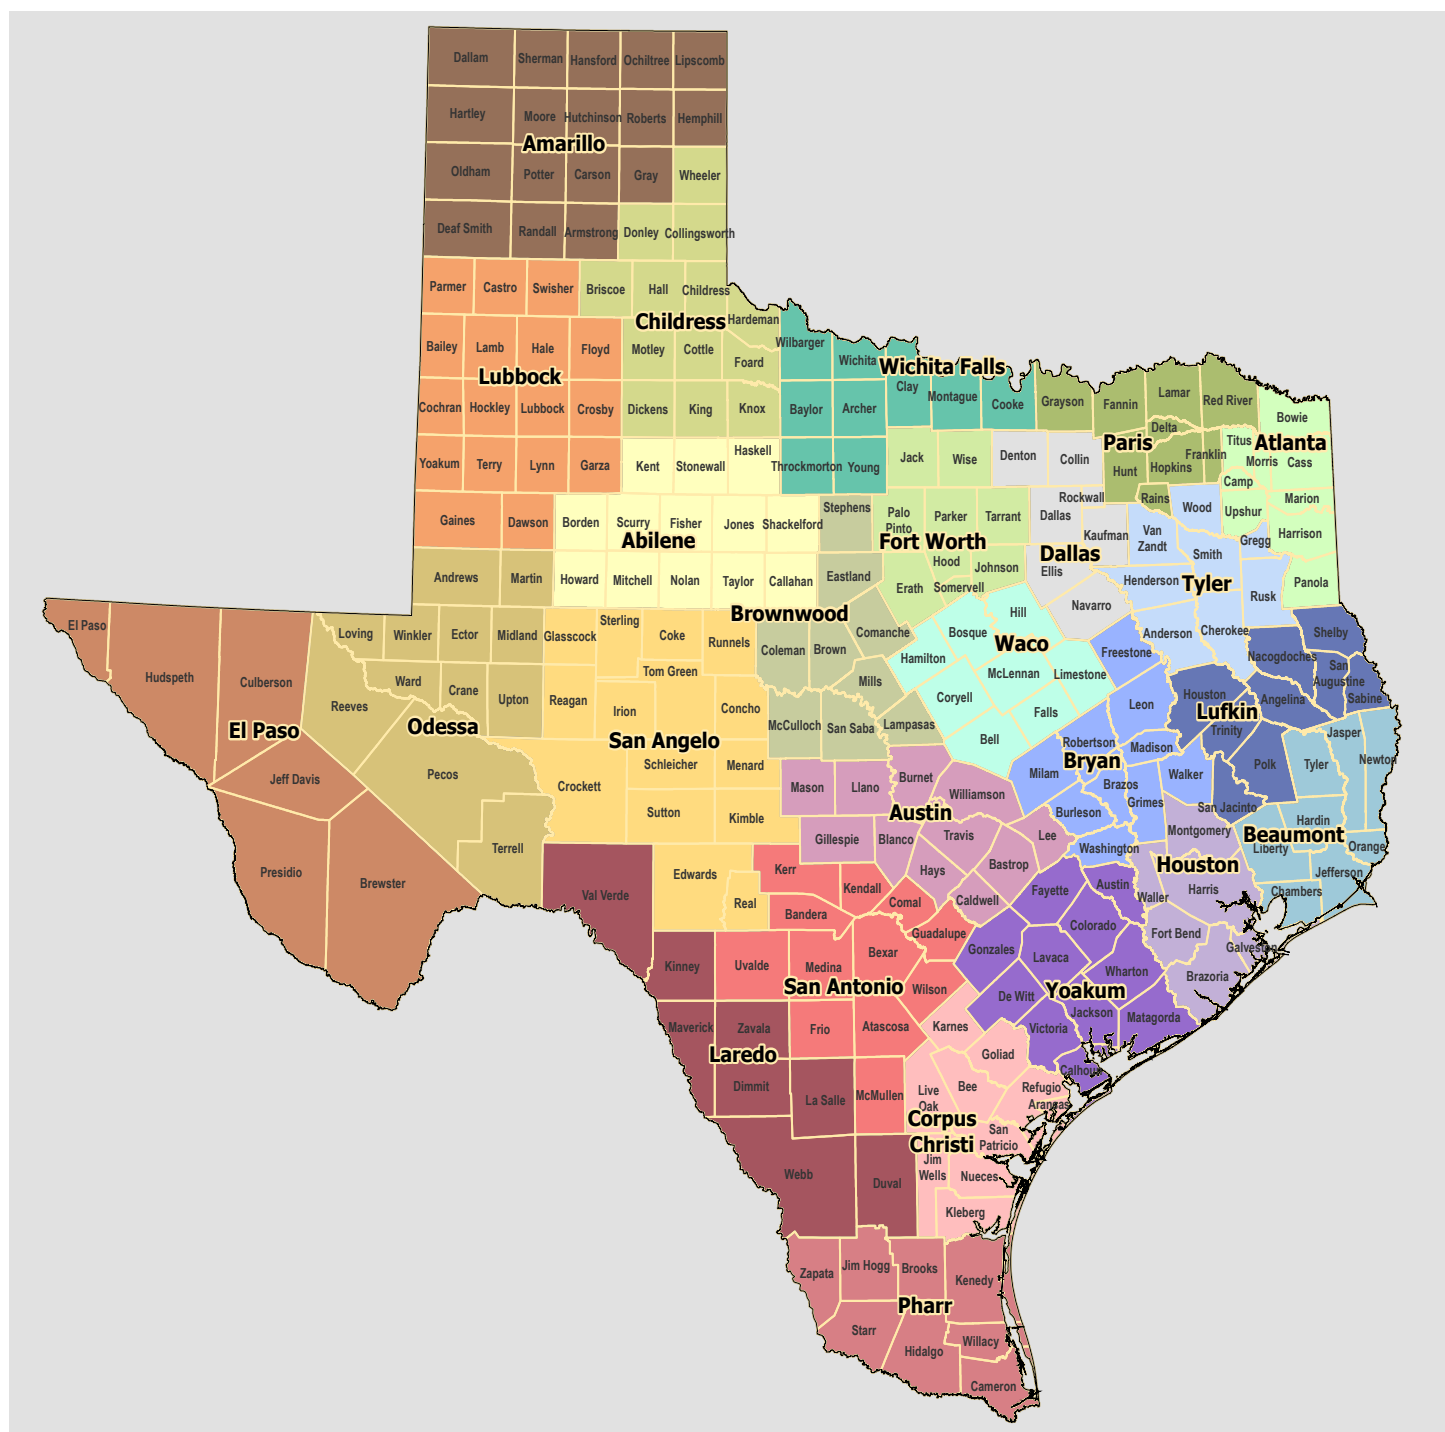 Dallam
Sherman
Hansford
Ochiltree
Lipscomb
Hartley
Moore
Hutchinson
Roberts
Hemphill
Amarillo
Oldham
Potter
Carson
Gray
Wheeler
Deaf Smith
Randall
Armstrong
Donley
Collingsworth
Parmer
Castro
Swisher
Briscoe
Hall
Childress
Childress
Hardeman
Bailey
Lamb
Hale
Floyd
Motley
Cottle
Foard
Wilbarger
Wichita
Wichita Falls
Lubbock
Clay
Montague
Cooke
Grayson
Fannin
Lamar
Red River
Bowie
Cochran
Hockley
Lubbock
Crosby
Dickens
King
Knox
Baylor
Archer
Delta
Paris
Titus
Atlanta
Yoakum
Terry
Lynn
Garza
Kent
Stonewall
Haskell
Throckmorton
Young
Jack
Wise
Denton
Collin
Hunt
Hopkins
Franklin
Morris
Cass
Camp
Rockwall
Rains
Marion
Gaines
Dawson
Borden
Scurry
Fisher
Jones
Shackelford
Stephens
Palo
Pinto
Parker
Tarrant
Dallas
Kaufman
Van
Zandt
Wood
Upshur
Harrison
Abilene
Fort Worth
Dallas
Smith
Gregg
Andrews
Martin
Howard
Mitchell
Nolan
Taylor
Callahan
Eastland
Erath
Hood
Somervell
Johnson
Ellis
Henderson
Tyler
Panola
Rusk
Navarro
El Paso
Loving
Winkler
Ector
Midland
Glasscock
Sterling
Coke
Runnels
Brownwood
Comanche
Bosque
Hill
Waco
Anderson
Cherokee
Shelby
Hudspeth
Culberson
Ward
Crane
Upton
Reagan
Tom Green
Irion
Concho
Coleman
Brown
Mills
Hamilton
McLennan
Limestone
Freestone
Nacogdoches
San
Augustine
Sabine
Reeves
El Paso
Odessa
San Angelo
McCulloch
San Saba
Lampasas
Coryell
Falls
Bell
Leon
Houston
Lufkin
Angelina
Trinity
Jasper
Newton
Jeff Davis
Pecos
Crockett
Schleicher
Menard
Mason
Llano
Burnet
Williamson
Milam
Robertson
Bryan
Madison
Brazos
Walker
Polk
Tyler
Terrell
Sutton
Kimble
Gillespie
Blanco
Austin
Travis
Lee
Burleson
Grimes
San Jacinto
Montgomery
Hardin
Beaumont
Liberty
Orange
Washington
Presidio
Brewster
Val Verde
Edwards
Real
Kerr
Kendall
Bandera
Comal
Hays
Bastrop
Caldwell
Fayette
Austin
Waller
Houston
Harris
Chambers
Jefferson
Guadalupe
Gonzales
Lavaca
Colorado
Wharton
Fort Bend
Galveston
Brazoria
Kinney
Uvalde
Medina
Bexar
San Antonio
Wilson
De Witt
Yoakum
Jackson
Matagorda
Maverick
Zavala
Frio
Atascosa
Karnes
Victoria
Laredo
Goliad
Calhoun
Dimmit
La Salle
McMullen
Live
Oak
Bee
Refugio
Aransas
Corpus
Christi
San
Patricio
Webb
Duval
Jim
Wells
Nueces
Kleberg
Zapata
Jim Hogg
Brooks
Kenedy
Pharr
Starr
Hidalgo
Willacy
Cameron